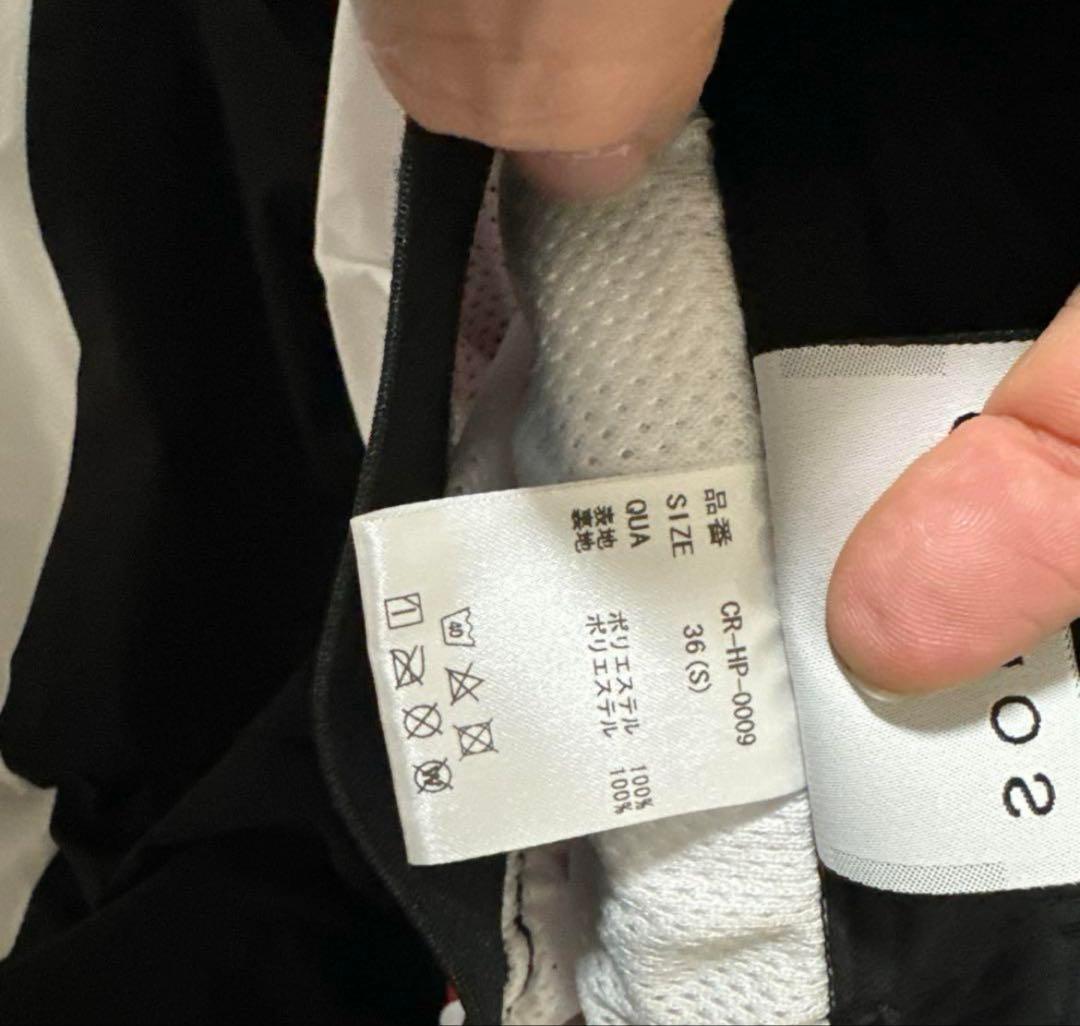 品番 CR-HP-0009
SIZE 36(S)
QUA
表地 ポリエステル 100%
裏地 ポリエステル 100%
40
W